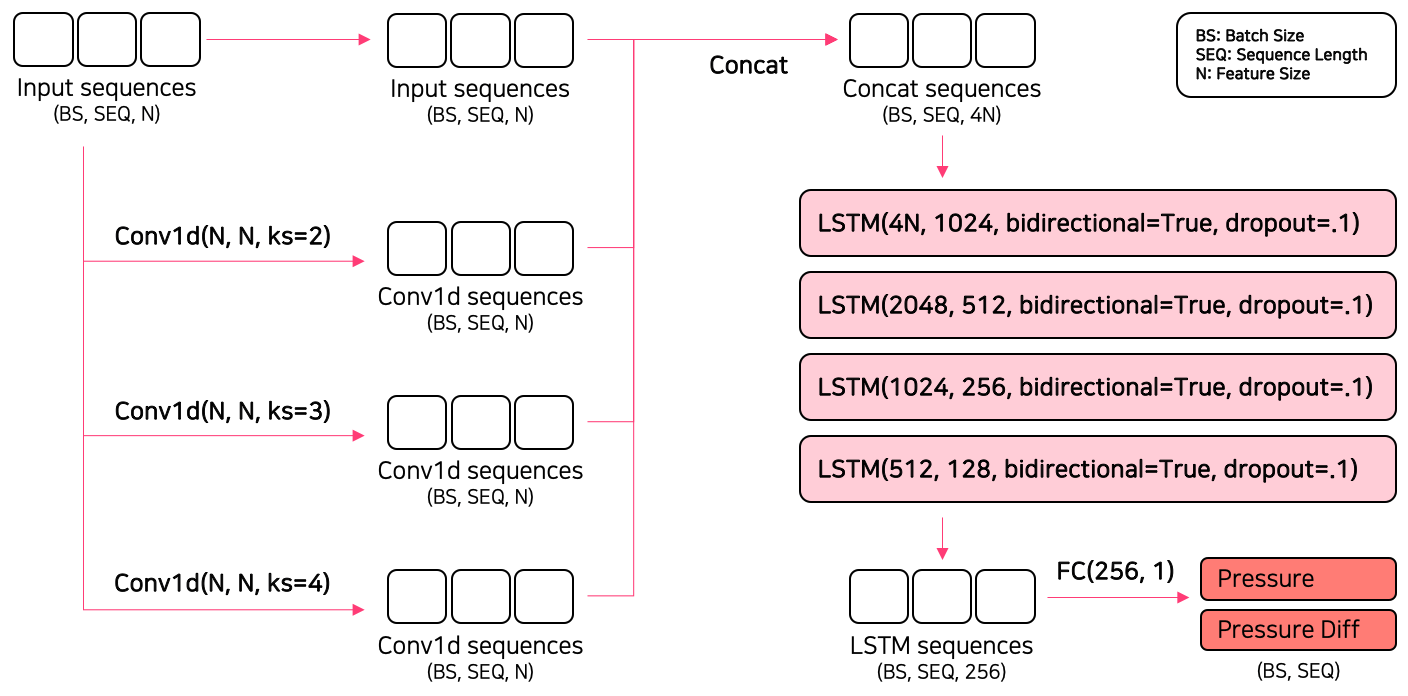 Input sequences
(BS, SEQ, N)
Input sequences
(BS, SEQ, N)
Concat
Concat sequences
(BS, SEQ, 4N)
BS: Batch Size
SEQ: Sequence Length
N: Feature Size
Conv1d(N, N, ks=2)
Conv1d sequences
(BS, SEQ, N)
Conv1d(N, N, ks=3)
Conv1d sequences
(BS, SEQ, N)
Conv1d(N, N, ks=4)
Conv1d sequences
(BS, SEQ, N)
LSTM(4N, 1024, bidirectional=True, dropout=.1)
LSTM(2048, 512, bidirectional=True, dropout=.1)
LSTM(1024, 256, bidirectional=True, dropout=.1)
LSTM(512, 128, bidirectional=True, dropout=.1)
LSTM sequences
(BS, SEQ, 256)
FC(256, 1)
Pressure
Pressure Diff
(BS, SEQ)